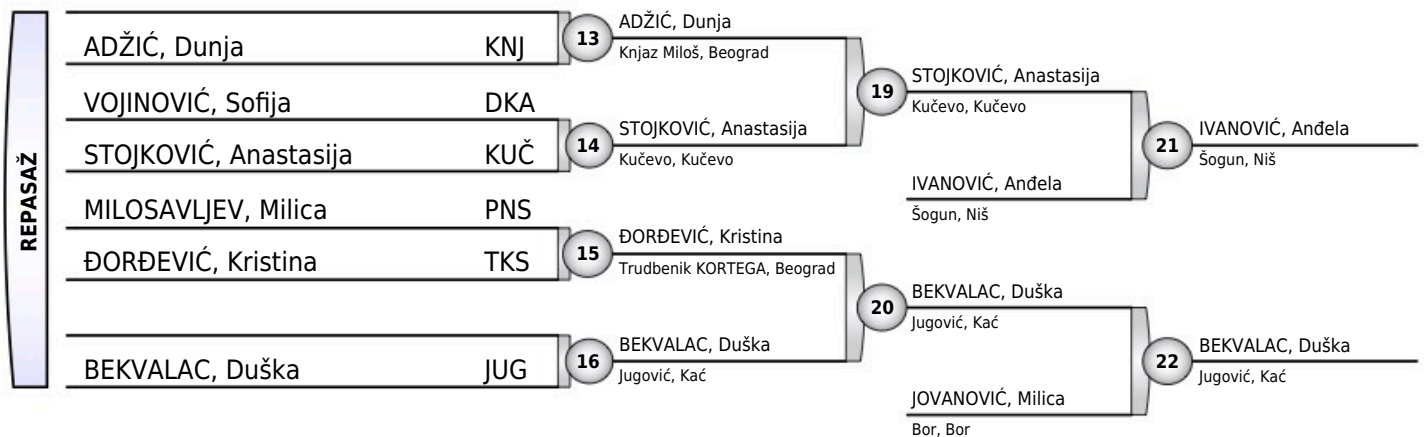 REPASAŽ
ADŽIĆ, Dunja KNJ
VOJINOVIĆ, Sofija DKA
STOJKOVIĆ, Anastasija KUČ
MILOSAVLJEV, Milica PNS
ĐORĐEVIĆ, Kristina TKS
BEKVALAC, Duška JUG
13
ADŽIĆ, Dunja
Knjaz Miloš, Beograd
14
STOJKOVIĆ, Anastasija
Kučevo, Kučevo
15
ĐORĐEVIĆ, Kristina
Trudbenik KORTEGA, Beograd
16
BEKVALAC, Duška
Jugović, Kać
19
STOJKOVIĆ, Anastasija
Kučevo, Kučevo
IVANOVIĆ, Anđela
Šogun, Niš
20
BEKVALAC, Duška
Jugović, Kać
JOVANOVIĆ, Milica
Bor, Bor
21
IVANOVIĆ, Anđela
Šogun, Niš
22
BEKVALAC, Duška
Jugović, Kać